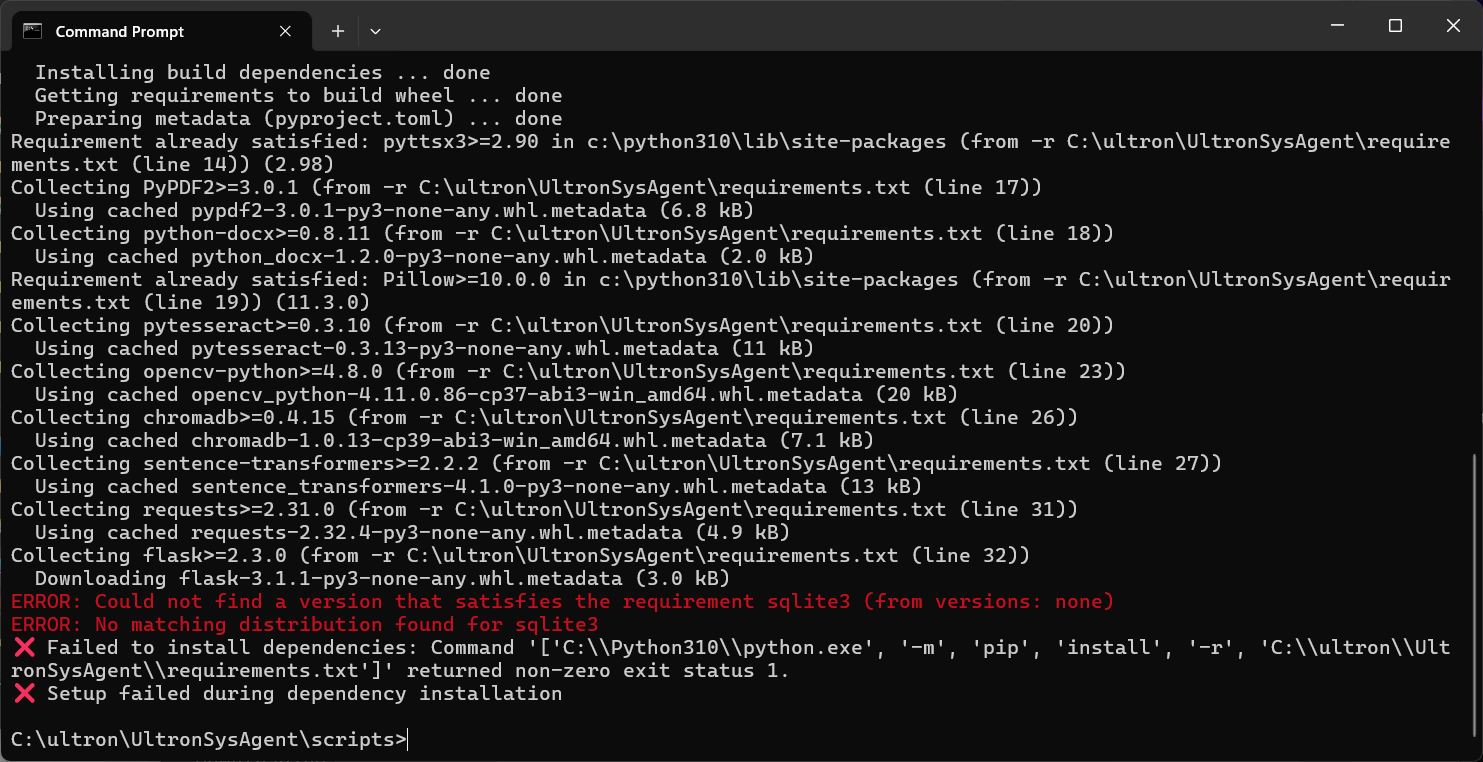 Command Prompt
Installing build dependencies ... done
Getting requirements to build wheel ... done
Preparing metadata (pyproject.toml) ... done
Requirement already satisfied: pyttsx3>=2.90 in c:\python310\lib\site-packages (from -r C:\ultron\UltronSysAgent\require
ments.txt (line 14)) (2.98)
Collecting PyPDF2>=3.0.1 (from -r C:\ultron\UltronSysAgent\requirements.txt (line 17))
Using cached pypdf2-3.0.1-py3-none-any.whl.metadata (6.8 kB)
Collecting python-docx>=0.8.11 (from -r C:\ultron\UltronSysAgent\requirements.txt (line 18))
Using cached python_docx-1.2.0-py3-none-any.whl.metadata (2.0 kB)
Requirement already satisfied: Pillow>=10.0.0 in c:\python310\lib\site-packages (from -r C:\ultron\UltronSysAgent\requir
ements.txt (line 19)) (11.3.0)
Collecting pytesseract>=0.3.10 (from -r C:\ultron\UltronSysAgent\requirements.txt (line 20))
Using cached pytesseract-0.3.13-py3-none-any.whl.metadata (11 kB)
Collecting opencv-python>=4.8.0 (from -r C:\ultron\UltronSysAgent\requirements.txt (line 23))
Using cached opencv_python-4.11.0.86-cp37-abi3-win_amd64.whl.metadata (20 kB)
Collecting chromadb>=0.4.15 (from -r C:\ultron\UltronSysAgent\requirements.txt (line 26))
Using cached chromadb-1.0.13-cp39-abi3-win_amd64.whl.metadata (7.1 kB)
Collecting sentence-transformers>=2.2.2 (from -r C:\ultron\UltronSysAgent\requirements.txt (line 27))
Using cached sentence_transformers-4.1.0-py3-none-any.whl.metadata (13 kB)
Collecting requests>=2.31.0 (from -r C:\ultron\UltronSysAgent\requirements.txt (line 31))
Using cached requests-2.32.4-py3-none-any.whl.metadata (4.9 kB)
Collecting flask>=2.3.0 (from -r C:\ultron\UltronSysAgent\requirements.txt (line 32))
Downloading flask-3.1.1-py3-none-any.whl.metadata (3.0 kB)
ERROR: Could not find a version that satisfies the requirement sqlite3 (from versions: none)
ERROR: No matching distribution found for sqlite3
❌ Failed to install dependencies: Command '['C:\\Python310\\python.exe', '-m', 'pip', 'install', '-r', 'C:\\ultron\\Ult
ronSysAgent\\requirements.txt']' returned non-zero exit status 1.
❌ Setup failed during dependency installation
C:\ultron\UltronSysAgent\scripts>